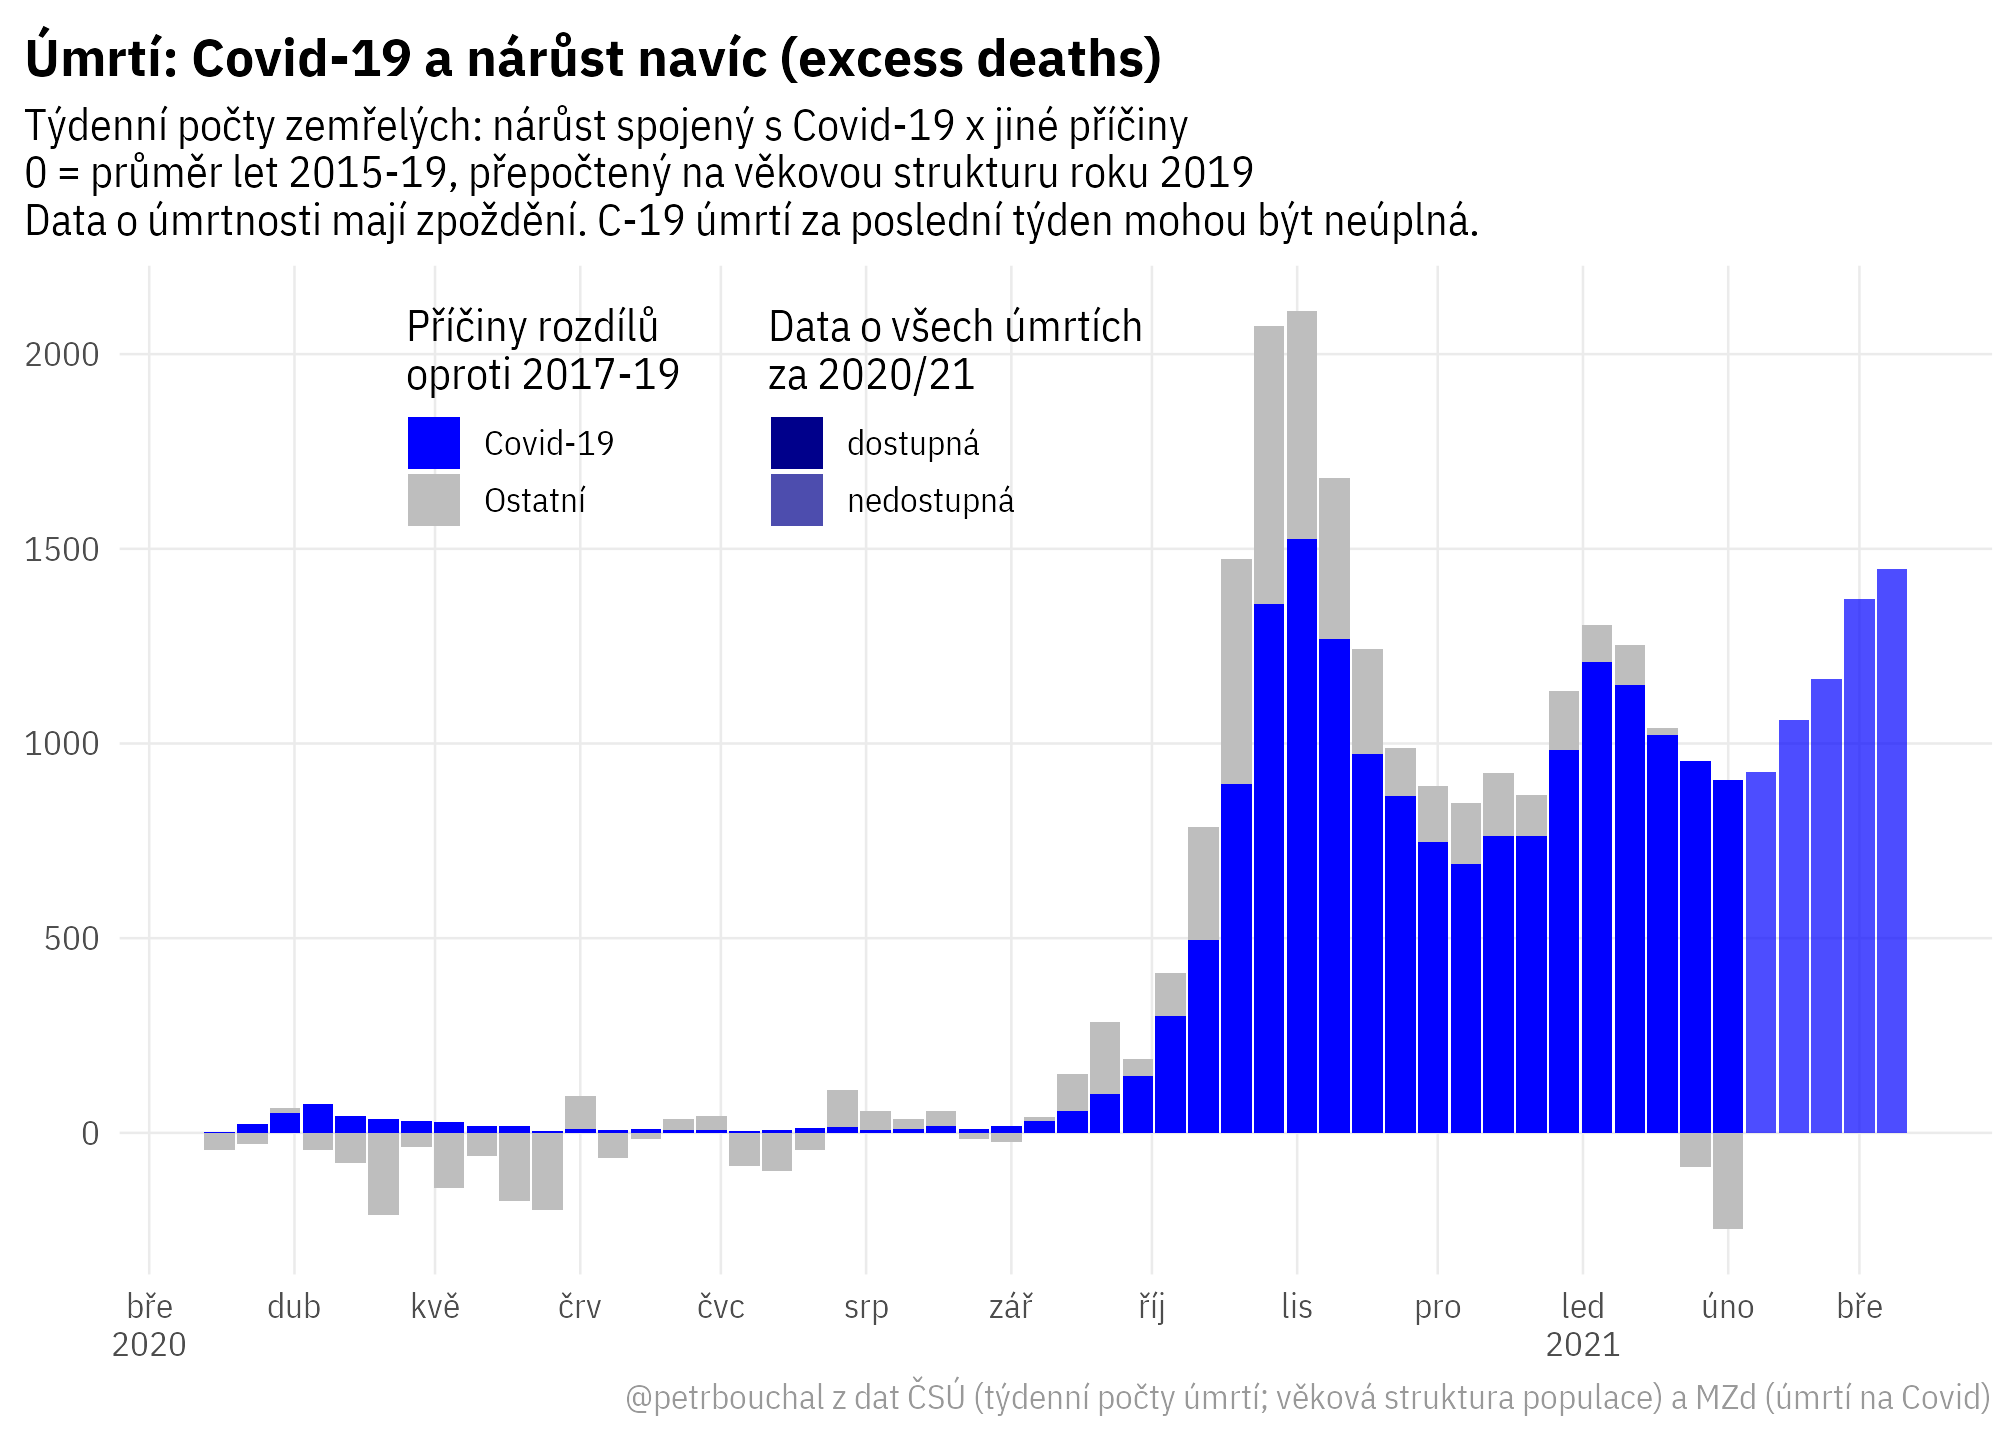 Úmrtí: Covid-19 a nárůst navíc (excess deaths)
Týdenní počty zemřelých: nárůst spojený s Covid-19 x jiné příčiny
0 = průměr let 2015-19, přepočtený na věkovou strukturu roku 2019
Data o úmrtnosti mají zpoždění. C-19 úmrtí za poslední týden mohou být neúplná.
Příčiny rozdílů
oproti 2017-19
Covid-19
Ostatní
Data o všech úmrtích
za 2020/21
dostupná
nedostupná
2000
1500
1000
500
0
bře dub kvě črv čvc srp zář říj lis pro led úno bře
2020 2021
@petrbouchal z dat ČSÚ (týdenní počty úmrtí; věková struktura populace) a MZd (úmrtí na Covid)